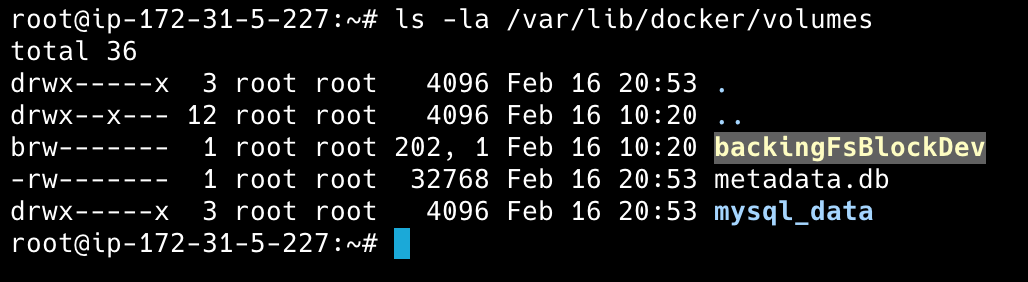 root@ip-172-31-5-227:~# ls -la /var/lib/docker/volumes
total 36
drwx-----x  3 root root   4096 Feb 16 20:53 .
drwx--x--- 12 root root   4096 Feb 16 10:20 ..
brw-------  1 root root 202, 1 Feb 16 10:20 backingFsBlockDev
-rw-------  1 root root  32768 Feb 16 20:53 metadata.db
drwx-----x  3 root root   4096 Feb 16 20:53 mysql_data
root@ip-172-31-5-227:~#